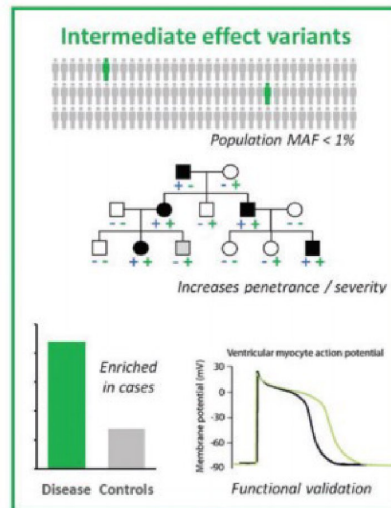 Intermediate effect variants
Population MAF < 1%
+ - - +
- - + + - + + + - -
- - + + + + - - - + + +
Increases penetrance / severity
Enriched
in cases
Disease Controls
Ventricular myocyte action potential
Membrane potential (mV)
30
0
-30
-60
-90
Functional validation